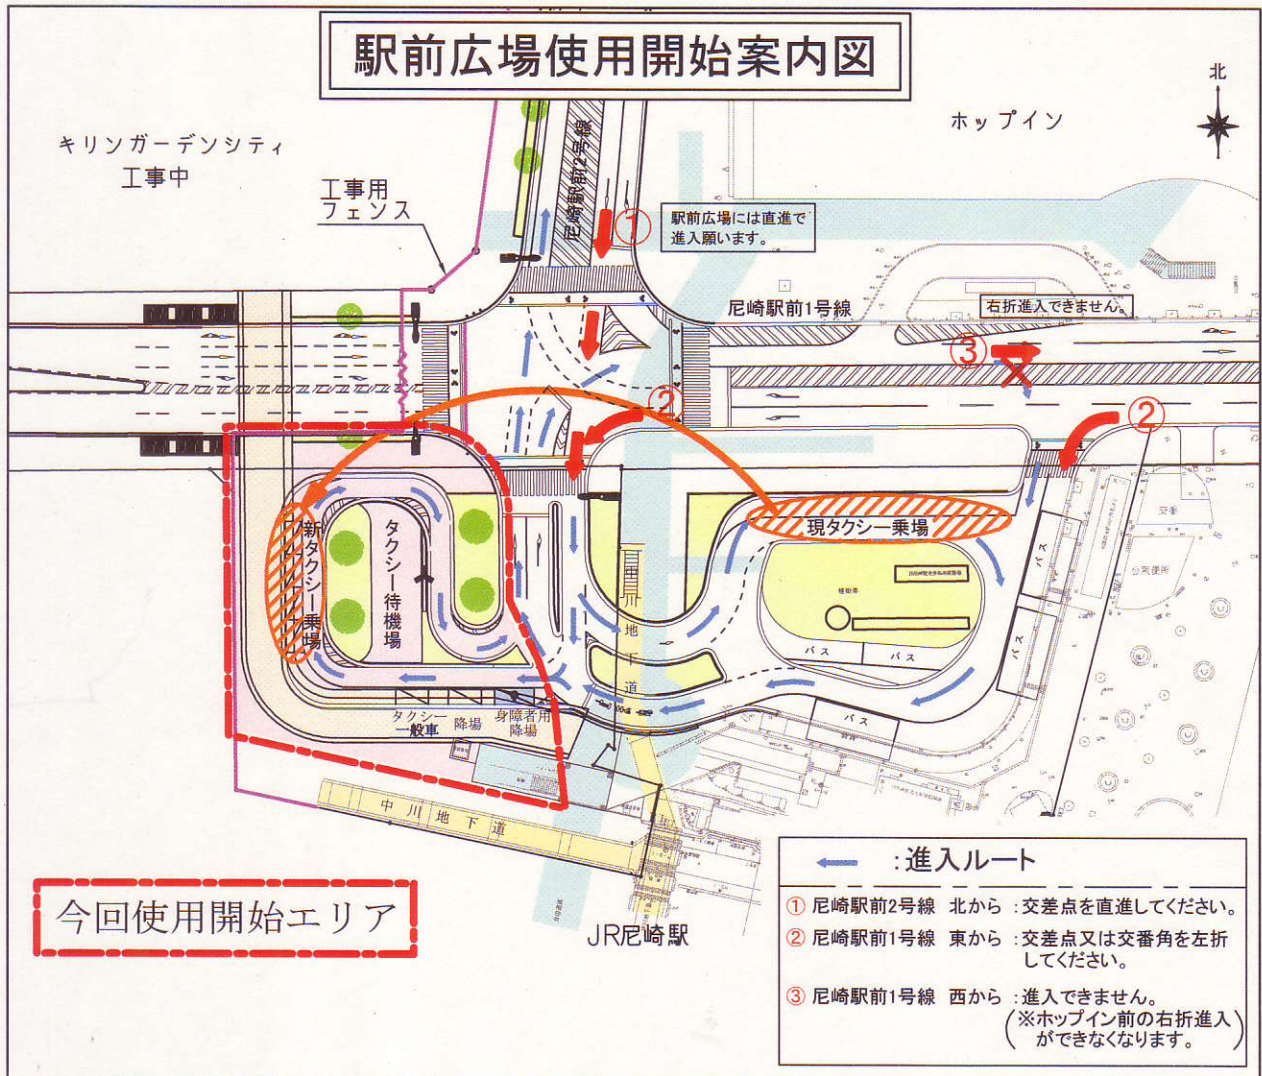 駅前広場使用開始案内図
北
キリンガーデンシティ
工事中
ホップイン
工事用
フェンス
尼崎駅前2号線
①
駅前広場には直進で
進入願います。
尼崎駅前1号線
右折進入できません。
③
②
②
現タクシー乗場
新タクシー乗場
タクシー待機場
バス
バス
バス
バス
バス
交番
公衆便所
地下道
タクシー
一般車
降場
身障者用
降場
中川地下道
JR尼崎駅
今回使用開始エリア
:進入ルート
① 尼崎駅前2号線 北から :交差点を直進してください。
② 尼崎駅前1号線 東から :交差点又は交番角を左折
してください。
③ 尼崎駅前1号線 西から :進入できません。
(※ホップイン前の右折進入
ができなくなります。)